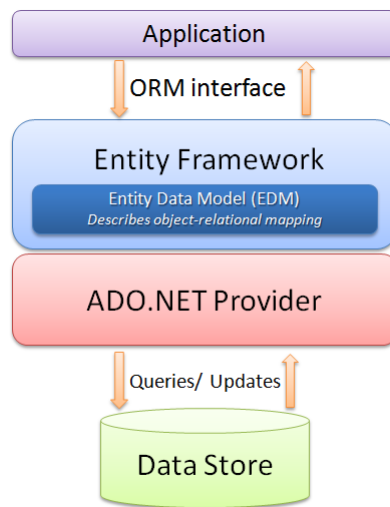 Application
ORM interface
Entity Framework
Entity Data Model (EDM)
Describes object-relational mapping
ADO.NET Provider
Queries/ Updates
Data Store